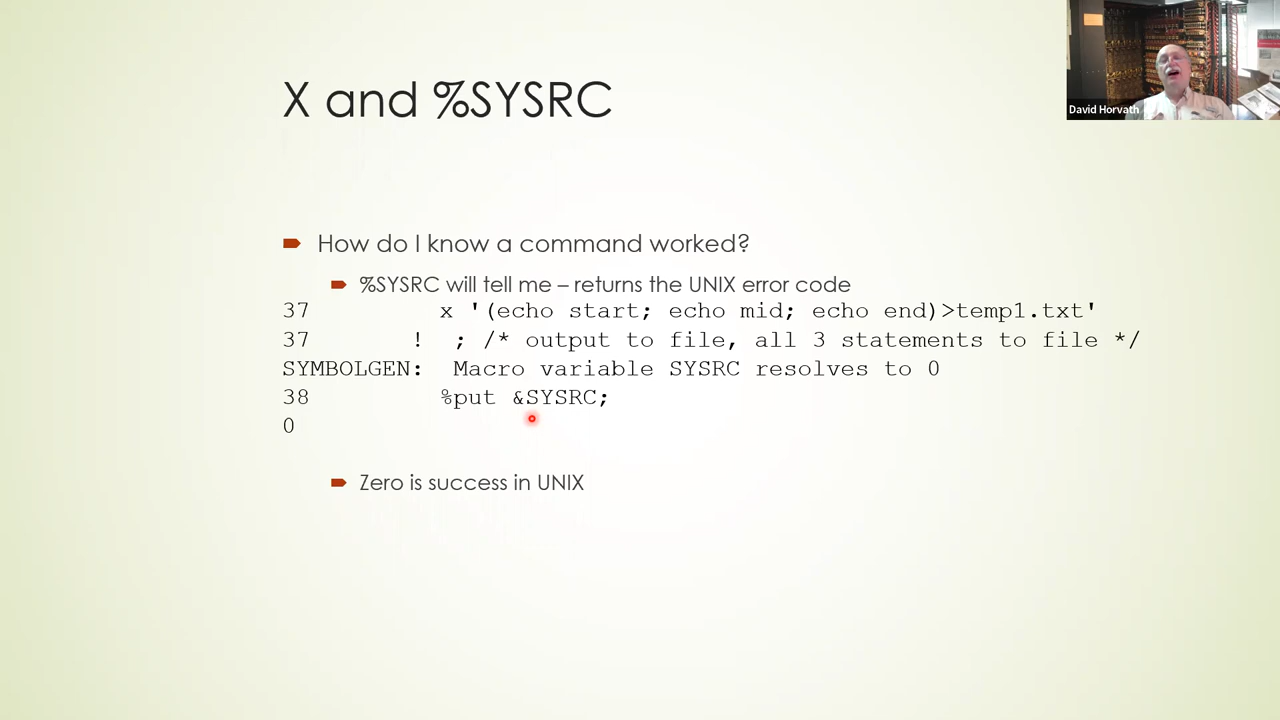 X and %SYSRC
David Horvath
How do I know a command worked?
%SYSRC will tell me – returns the UNIX error code
37 x '(echo start; echo mid; echo end)>temp1.txt'
37 ! ; /* output to file, all 3 statements to file */
SYMBOLGEN: Macro variable SYSRC resolves to 0
38 %put &SYSRC;
0
Zero is success in UNIX